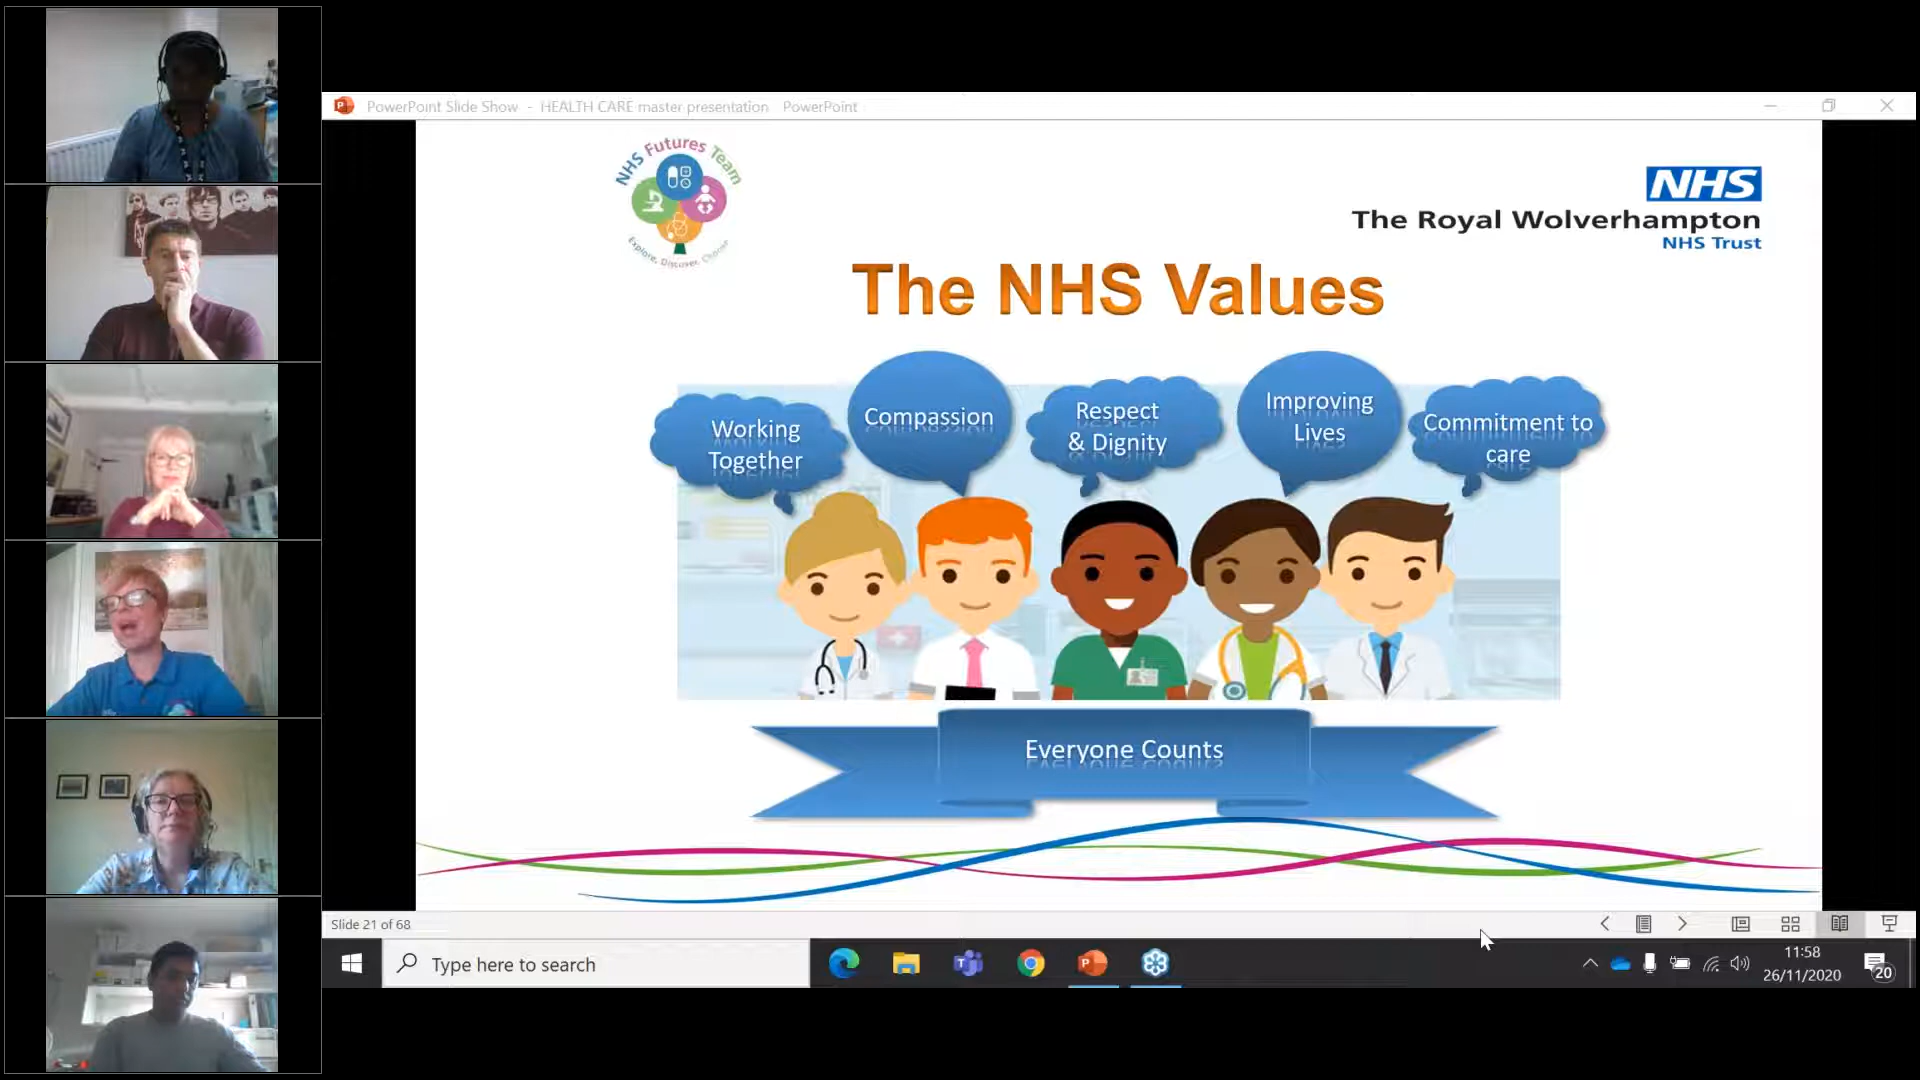 PowerPoint Slide Show - HEALTH CARE master presentation PowerPoint
NHS Futures Team
Explore, Discover, Choose
NHS
The Royal Wolverhampton
NHS Trust
The NHS Values
Working
Together
Compassion
Respect
& Dignity
Improving
Lives
Commitment to
care
Everyone Counts
Slide 21 of 68
Type here to search
11:58
26/11/2020
20